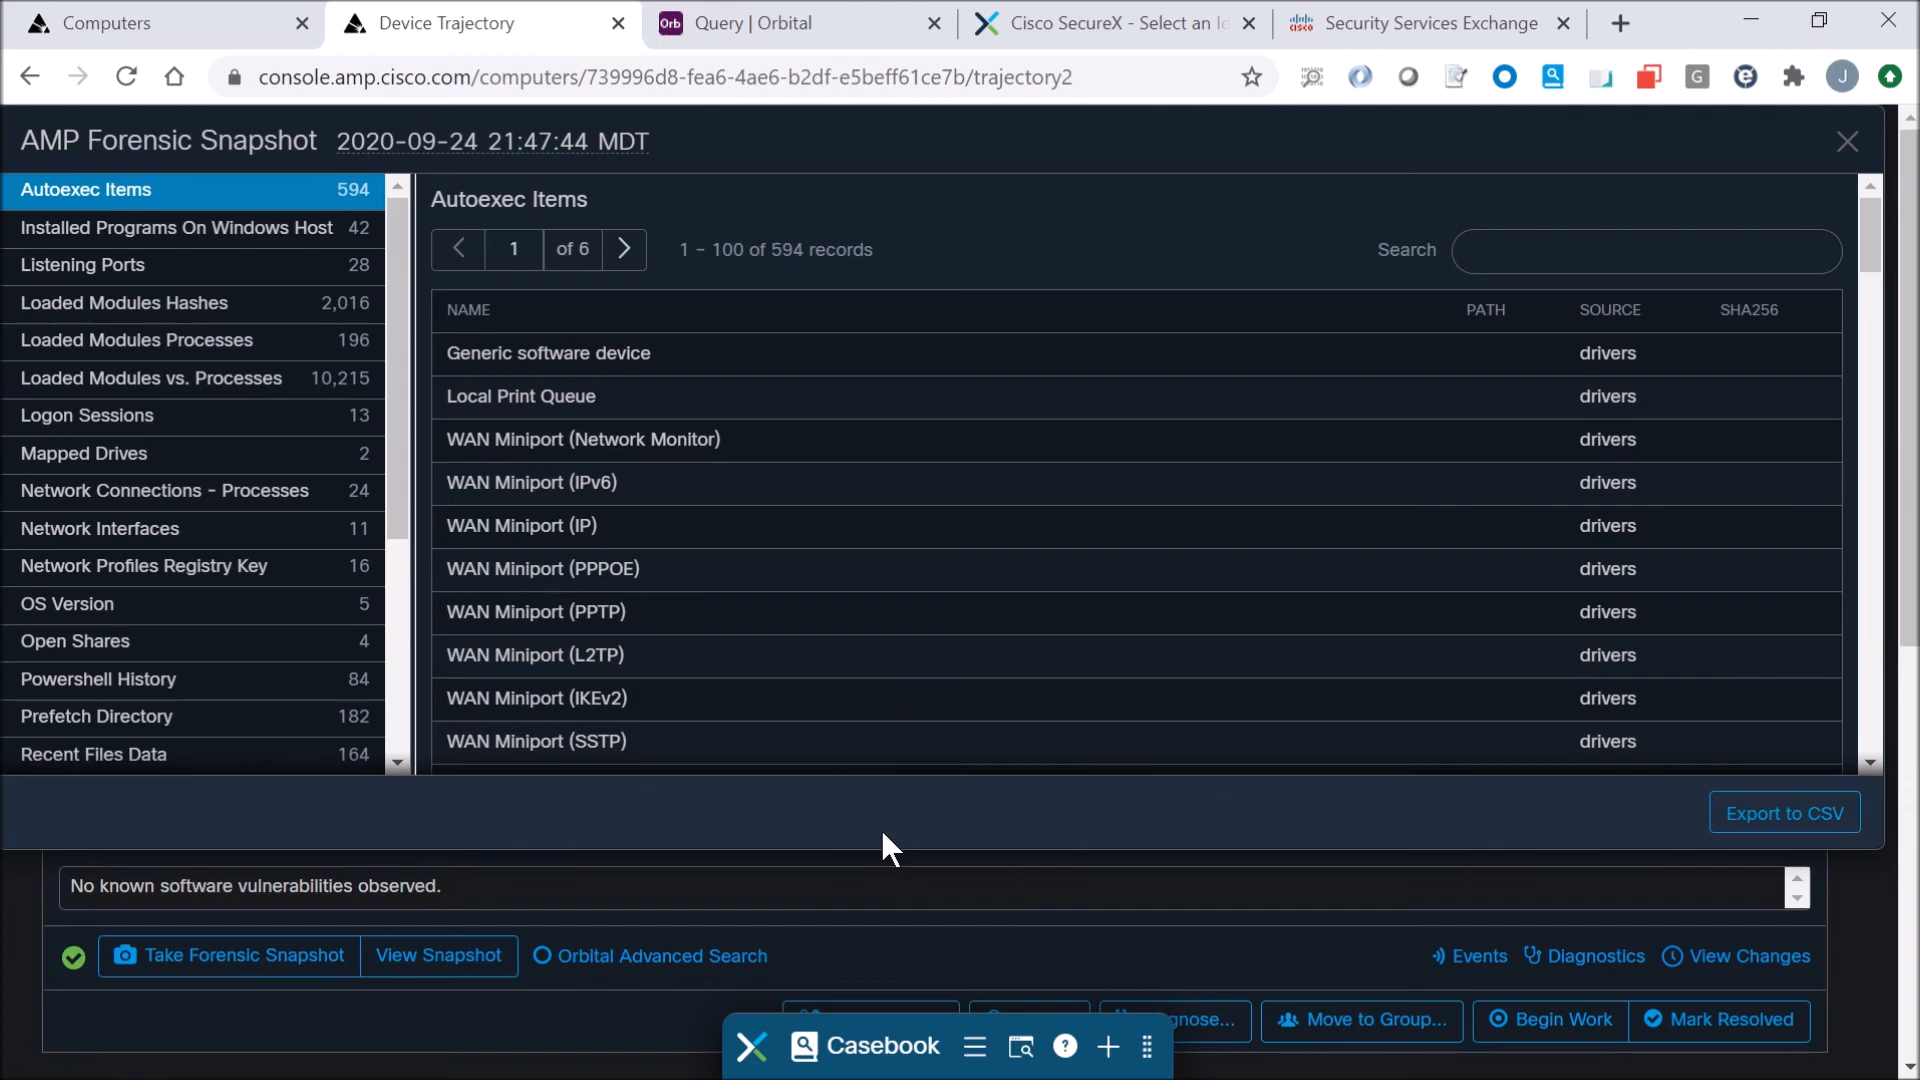 Computers
Device Trajectory
Orb Query | Orbital
Cisco SecureX - Select an Id
cisco Security Services Exchange
console.amp.cisco.com/computers/739996d8-fea6-4ae6-b2df-e5beff61ce7b/trajectory2
G
J
AMP Forensic Snapshot 2020-09-24 21:47:44 MDT
Autoexec Items 594
Installed Programs On Windows Host 42
Listening Ports 28
Loaded Modules Hashes 2,016
Loaded Modules Processes 196
Loaded Modules vs. Processes 10,215
Logon Sessions 13
Mapped Drives 2
Network Connections - Processes 24
Network Interfaces 11
Network Profiles Registry Key 16
OS Version 5
Open Shares 4
Powershell History 84
Prefetch Directory 182
Recent Files Data 164
Autoexec Items
1 of 6
1 - 100 of 594 records
Search
NAME PATH SOURCE SHA256
Generic software device drivers
Local Print Queue drivers
WAN Miniport (Network Monitor) drivers
WAN Miniport (IPv6) drivers
WAN Miniport (IP) drivers
WAN Miniport (PPPOE) drivers
WAN Miniport (PPTP) drivers
WAN Miniport (L2TP) drivers
WAN Miniport (IKEv2) drivers
WAN Miniport (SSTP) drivers
Export to CSV
No known software vulnerabilities observed.
Take Forensic Snapshot
View Snapshot
Orbital Advanced Search
Events
Diagnostics
View Changes
gnose...
Move to Group...
Begin Work
Mark Resolved
Casebook